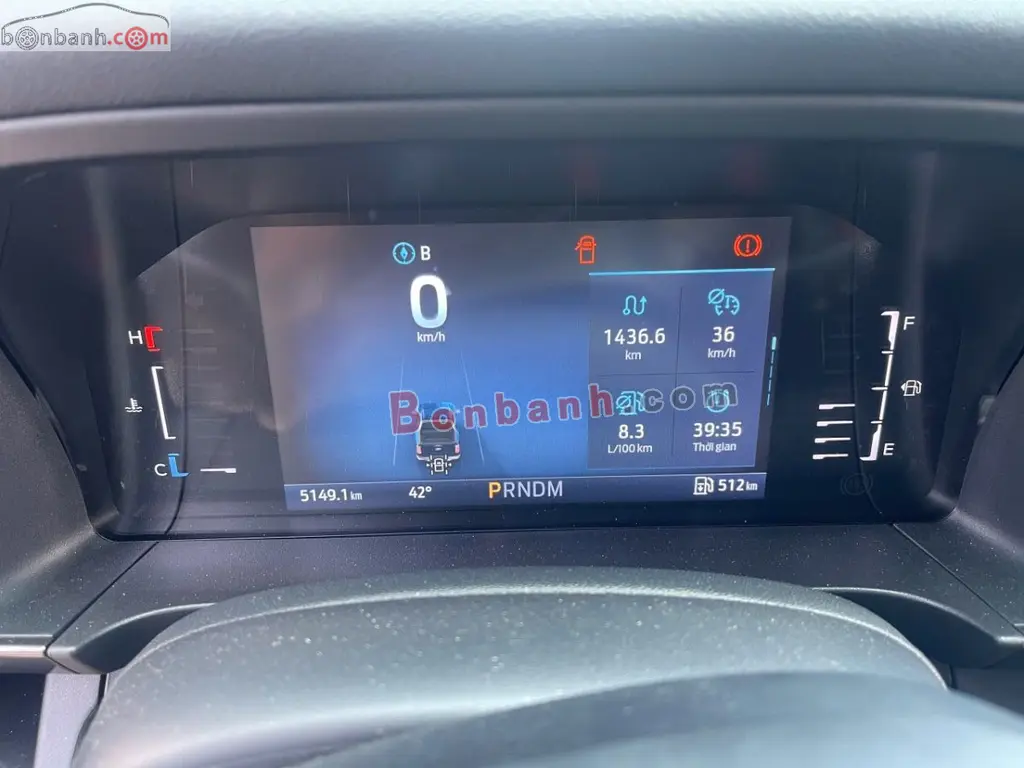 bonbanh.com
B
0
km/h
1436.6
km
36
km/h
H
F
Bonbanh.com
8.3
L/100 km
39:35
Thời gian
C
E
5149.1 km
42°
PRNDM
512 km